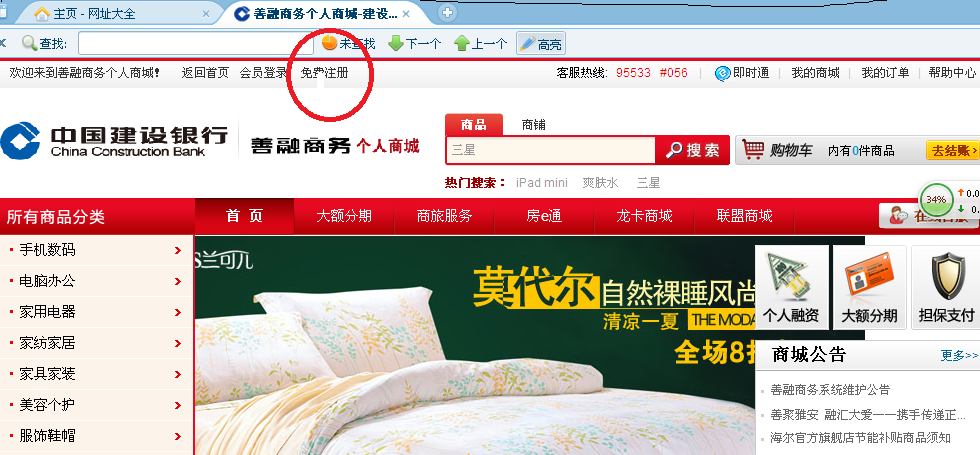 主页 - 网址大全
善融商务个人商城-建设...
查找:
未查找 下一个 上一个 高亮
欢迎来到善融商务个人商城! 返回首页 会员登录 免费注册
客服热线: 95533 #056 即时通 我的商城 我的订单 帮助中心
中国建设银行
China Construction Bank
善融商务 个人商城
商品 商铺
三星 搜索
购物车 内有0件商品 去结账>
热门搜索: iPad mini 爽肤水 三星
所有商品分类
首 页 大额分期 商旅服务 房e通 龙卡商城 联盟商城
34%
手机数码
电脑办公
家用电器
家纺家居
家具家装
美容个护
服饰鞋帽
兰可儿
莫代尔自然裸睡风尚
清凉一夏 THE MODA
全场8折
个人融资 大额分期 担保支付
商城公告 更多>>
善融商务系统维护公告
善聚雅安 融汇大爱一一携手传递正...
海尔官方旗舰店节能补贴商品须知